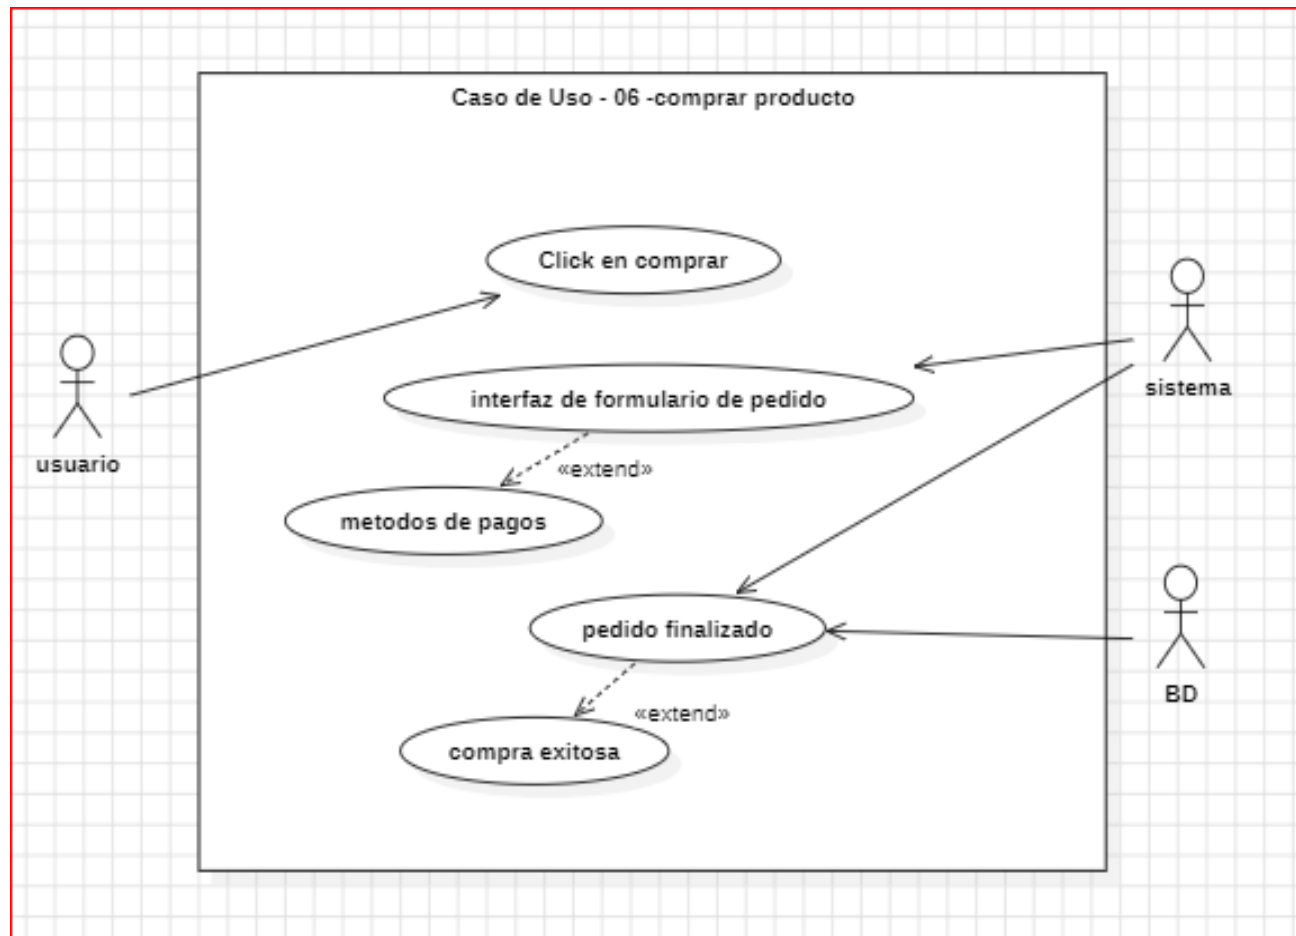 Caso de Uso - 06 -comprar producto
Click en comprar
sistema
interfaz de formulario de pedido
usuario
«extend»
metodos de pagos
pedido finalizado
BD
«extend»
compra exitosa